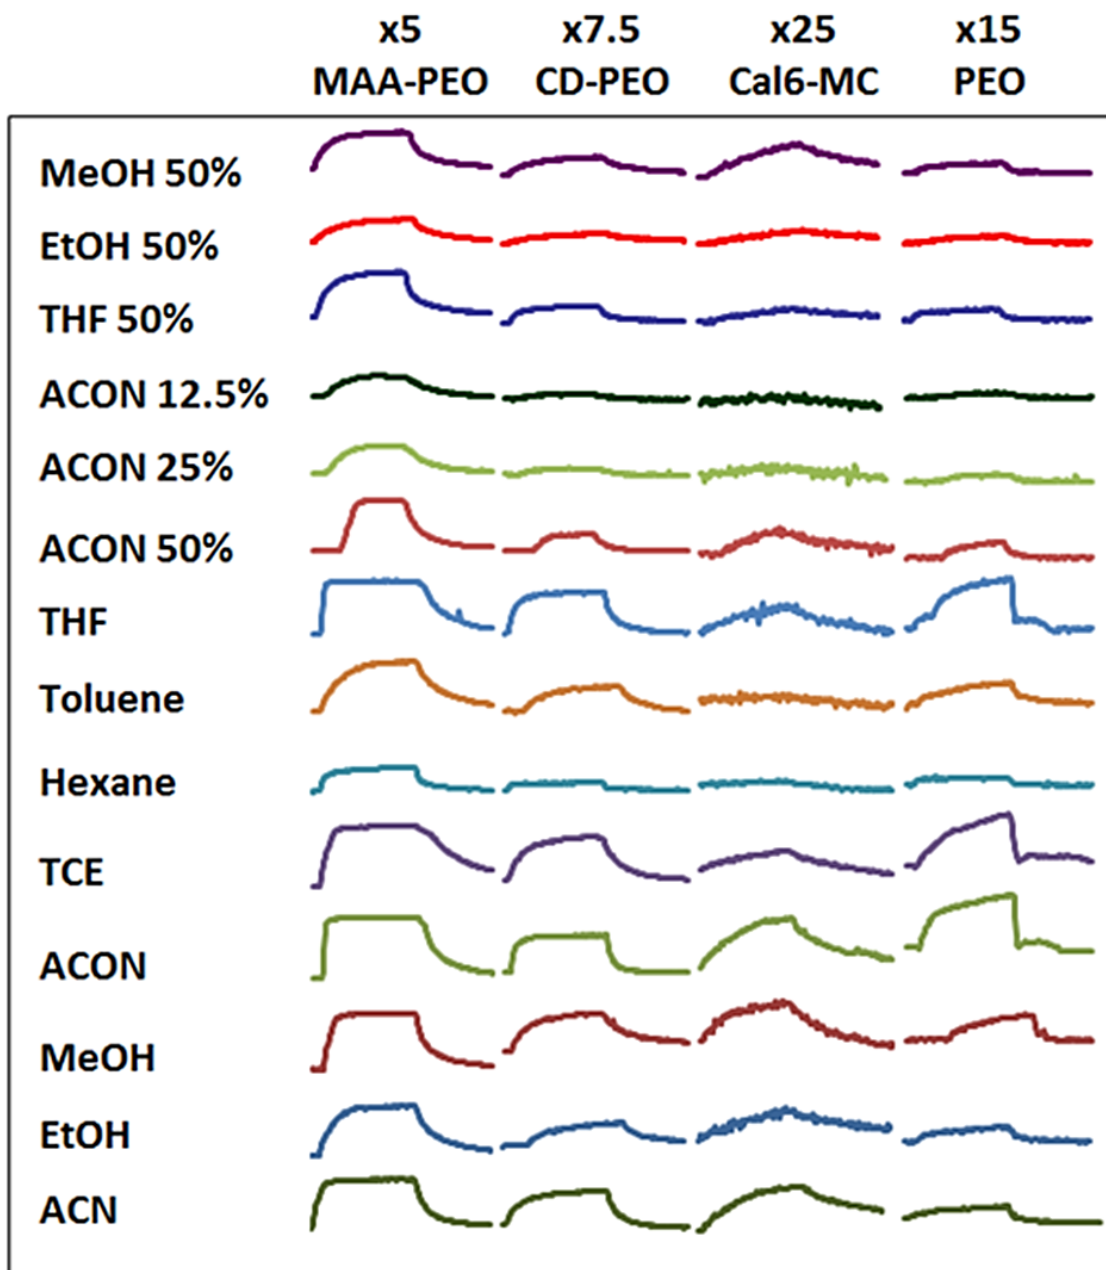 x5 x7.5 x25 x15
MAA-PEO CD-PEO Cal6-MC PEO
MeOH 50%
EtOH 50%
THF 50%
ACON 12.5%
ACON 25%
ACON 50%
THF
Toluene
Hexane
TCE
ACON
MeOH
EtOH
ACN